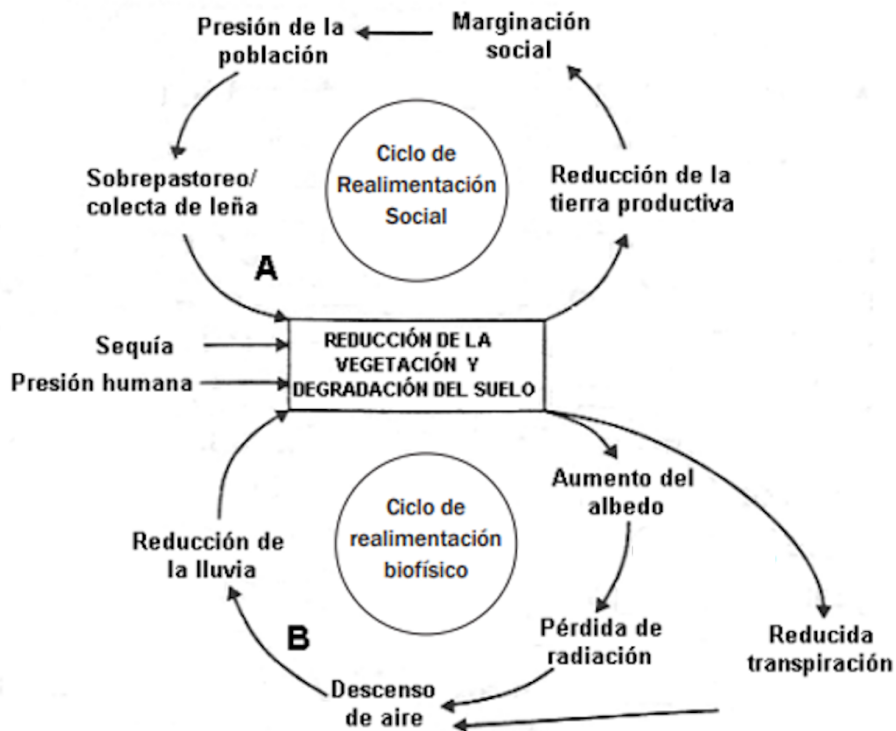 Presión de la
población
Marginación
social
Sobrepastoreo/
colecta de leña
Ciclo de
Realimentación
Social
Reducción de la
tierra productiva
A
Sequía
Presión humana
REDUCCIÓN DE LA
VEGETACIÓN Y
DEGRADACIÓN DEL SUELO
Aumento del
albedo
Ciclo de
realimentación
biofísico
Reducción de
la lluvia
B
Pérdida de
radiación
Reducida
transpiración
Descenso
de aire